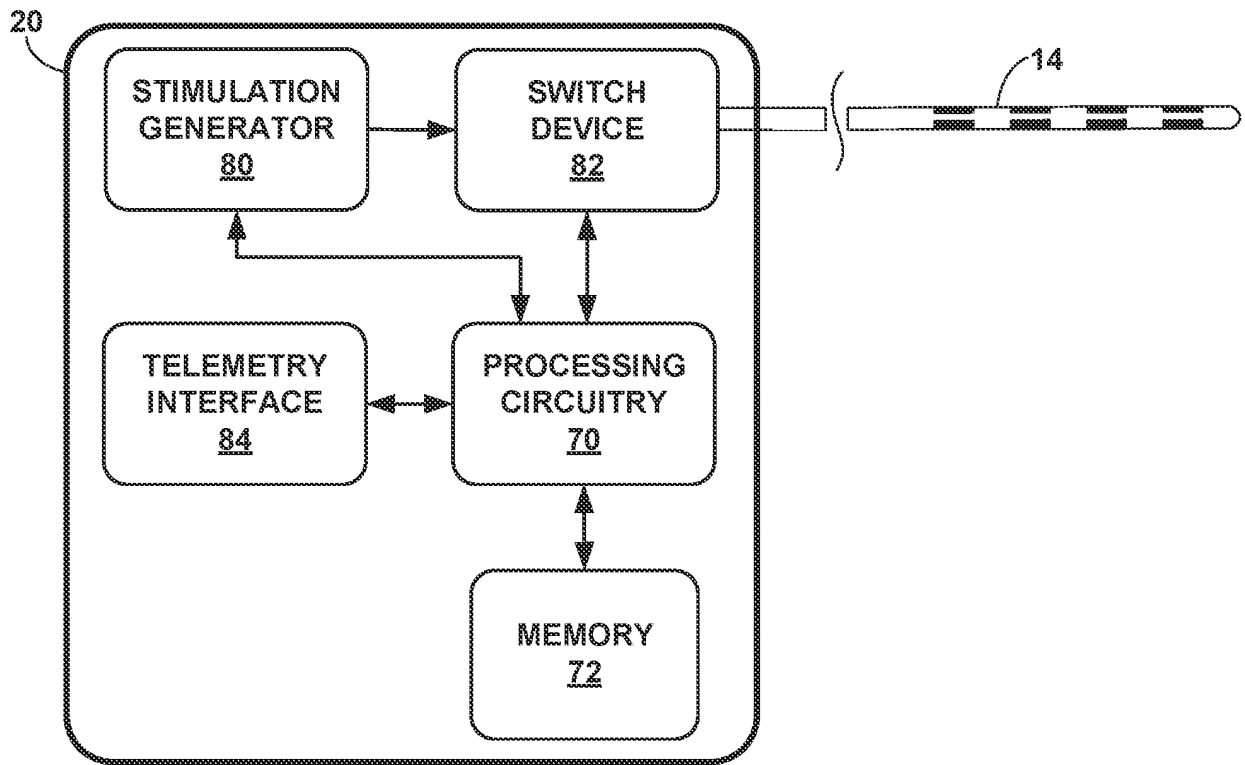 20
STIMULATION
GENERATOR
80
SWITCH
DEVICE
82
14
TELEMETRY
INTERFACE
84
PROCESSING
CIRCUITRY
70
MEMORY
72